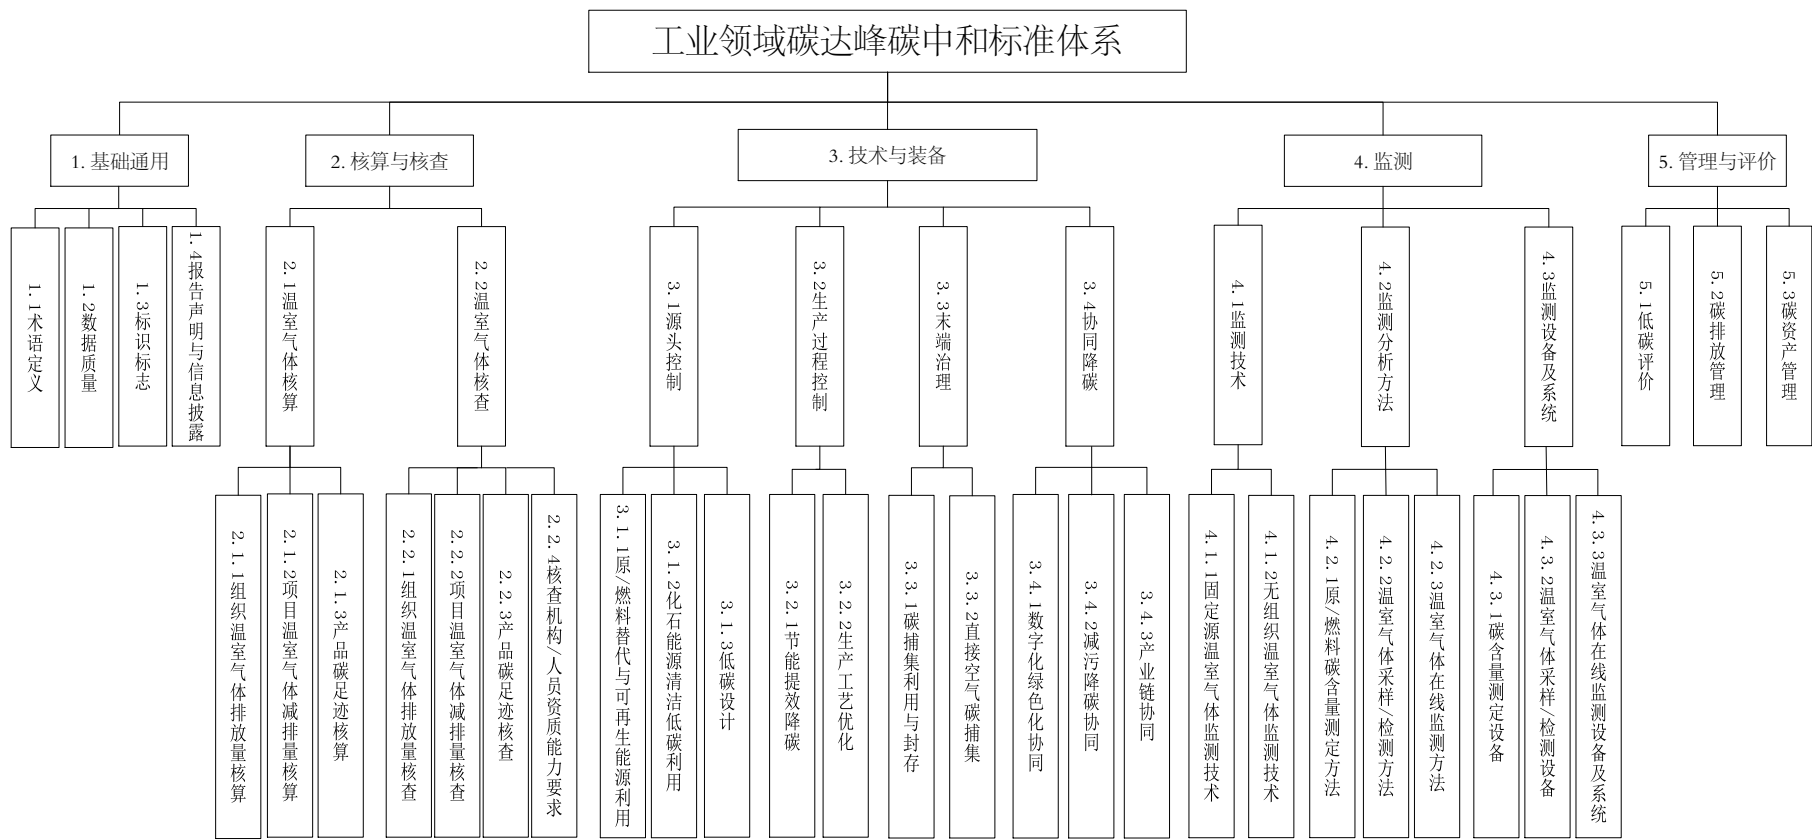 工业领域碳达峰碳中和标准体系
1. 基础通用
2. 核算与核查
3. 技术与装备
4. 监测
5. 管理与评价
1.1术语定义
1.2数据质量
1.3标识标志
1.4报告声明与信息披露
2.1温室气体核算
2.2温室气体核查
3.1源头控制
3.2生产过程控制
3.3末端治理
3.4协同降碳
4.1监测技术
4.2监测分析方法
4.3监测设备及系统
5.1低碳评价
5.2碳排放管理
5.3碳资产管理
2.1.1组织温室气体排放量核算
2.1.2项目温室气体减排量核算
2.1.3产品碳足迹核算
2.2.1组织温室气体排放量核查
2.2.2项目温室气体减排量核查
2.2.3产品碳足迹核查
2.2.4核查机构/人员资质能力要求
3.1.1原/燃料替代与可再生能源利用
3.1.2化石能源清洁低碳利用
3.1.3低碳设计
3.2.1节能提效降碳
3.2.2生产工艺优化
3.3.1碳捕集利用与封存
3.3.2直接空气碳捕集
3.4.1数字化绿色化协同
3.4.2减污降碳协同
3.4.3产业链协同
4.1.1固定源温室气体监测技术
4.1.2无组织温室气体监测技术
4.2.1原/燃料碳含量测定方法
4.2.2温室气体采样/检测方法
4.2.3温室气体在线监测方法
4.3.1碳含量测定设备
4.3.2温室气体采样/检测设备
4.3.3温室气体在线监测设备及系统